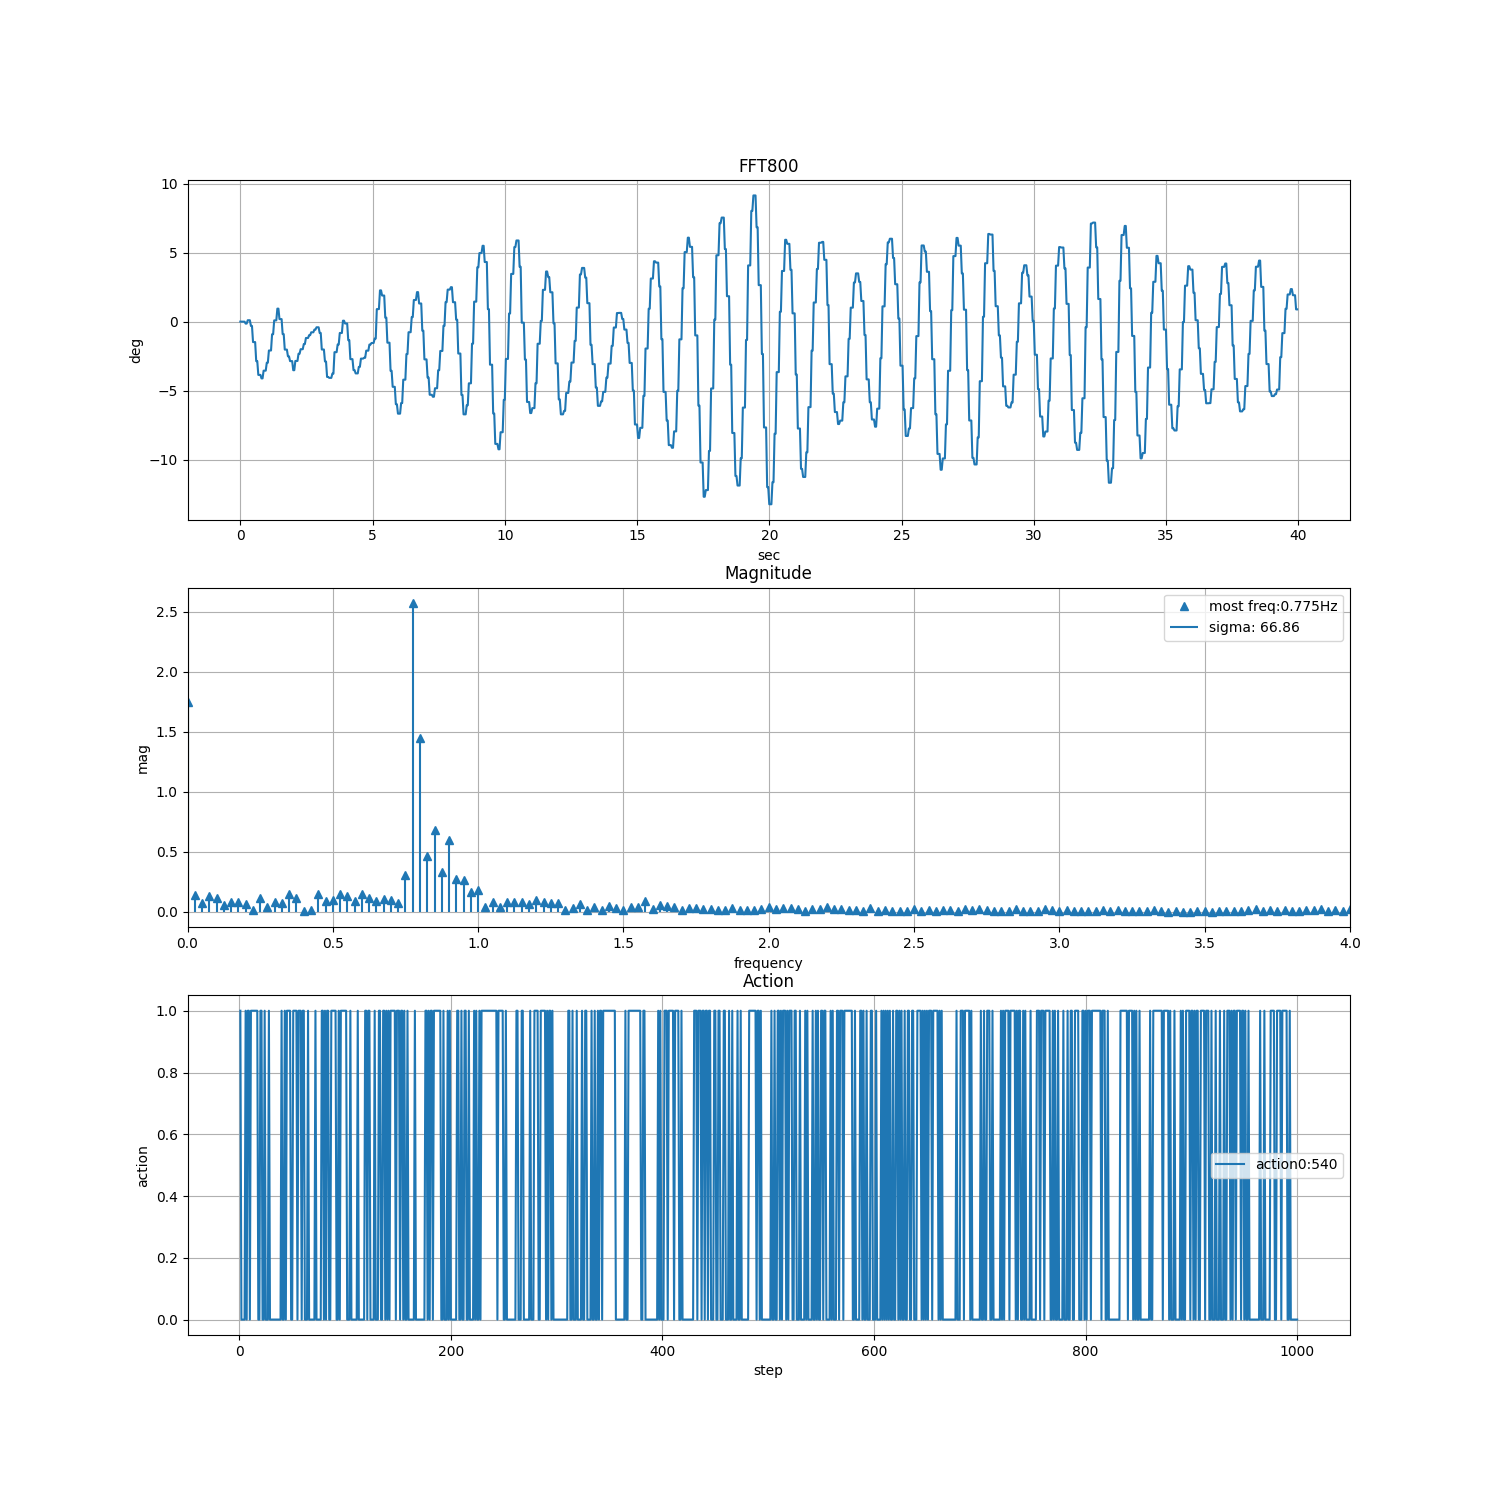 FFT800
10
5
0
−5
−10
deg
0 5 10 15 20 25 30 35 40
sec
Magnitude
2.5
2.0
1.5
1.0
0.5
0.0
mag
most freq:0.775Hz
sigma: 66.86
0.0 0.5 1.0 1.5 2.0 2.5 3.0 3.5 4.0
frequency
Action
1.0
0.8
0.6
0.4
0.2
0.0
action
action0:540
0 200 400 600 800 1000
step